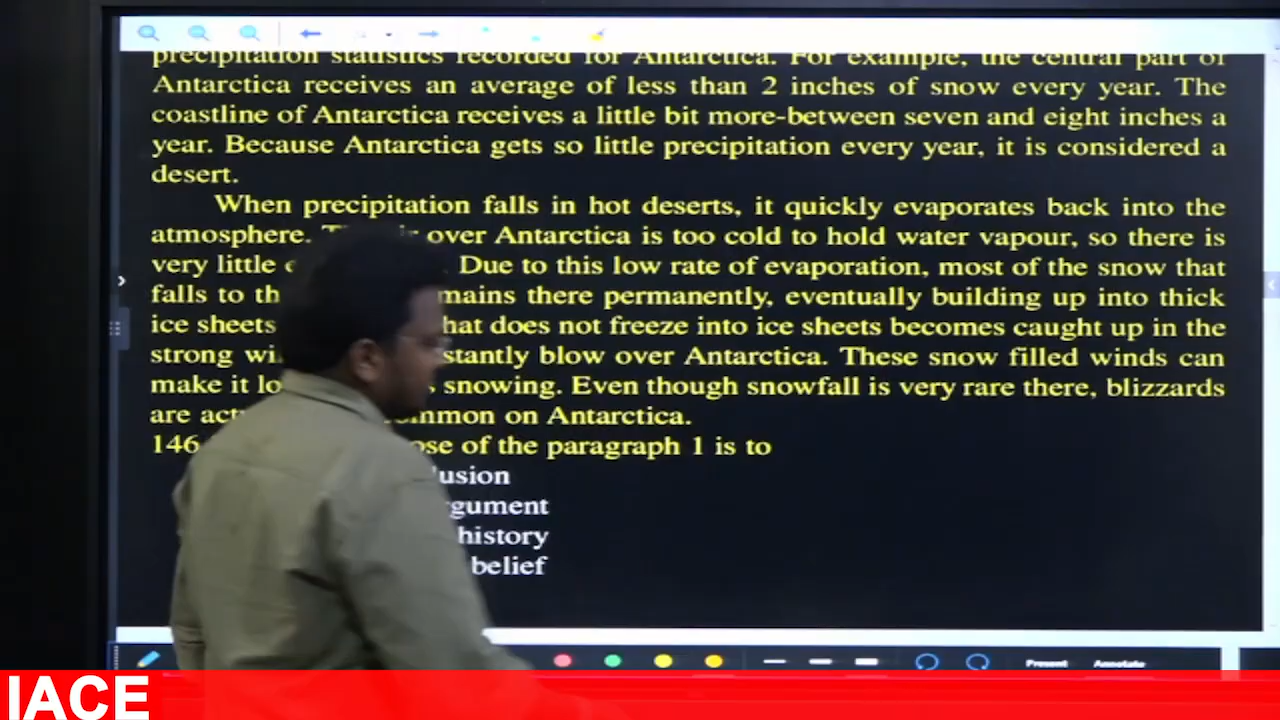 precipitation statistics recorded for Antarctica. For example, the central part of
Antarctica receives an average of less than 2 inches of snow every year. The
coastline of Antarctica receives a little bit more-between seven and eight inches a
year. Because Antarctica gets so little precipitation every year, it is considered a
desert.
When precipitation falls in hot deserts, it quickly evaporates back into the
atmosphere. over Antarctica is too cold to hold water vapour, so there is
very little Due to this low rate of evaporation, most of the snow that
falls to mains there permanently, eventually building up into thick
ice sheets hat does not freeze into ice sheets becomes caught up in the
strong stantly blow over Antarctica. These snow filled winds can
make it snowing. Even though snowfall is very rare there, blizzards
are mmon on Antarctica.
146 ose of the paragraph 1 is to
lusion
rgument
history
belief
Present Annotate
IACE